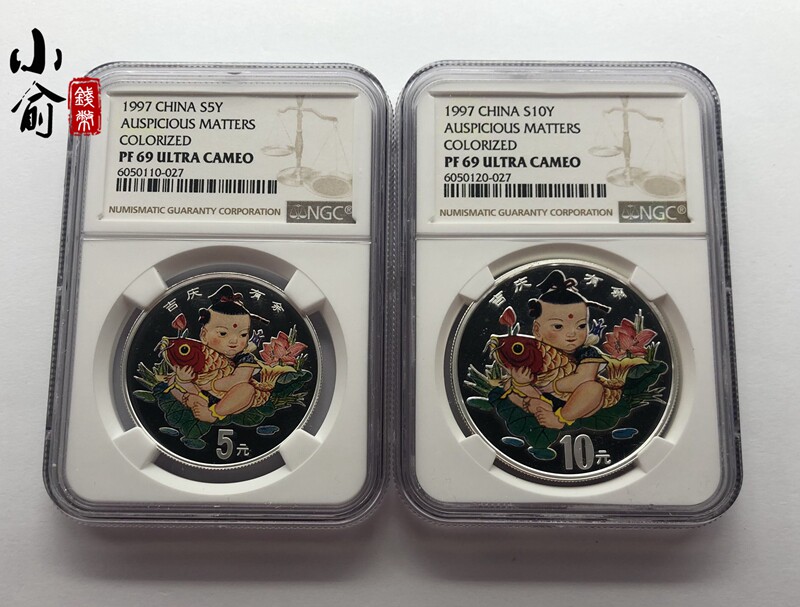 小俞
錢幣
1997 CHINA S5Y
AUSPICIOUS MATTERS
COLORIZED
PF 69 ULTRA CAMEO
6050110-027
NUMISMATIC GUARANTY CORPORATION NGC®
吉庆有余
5元
1997 CHINA S10Y
AUSPICIOUS MATTERS
COLORIZED
PF 69 ULTRA CAMEO
6050120-027
NUMISMATIC GUARANTY CORPORATION NGC®
吉庆有余
10元